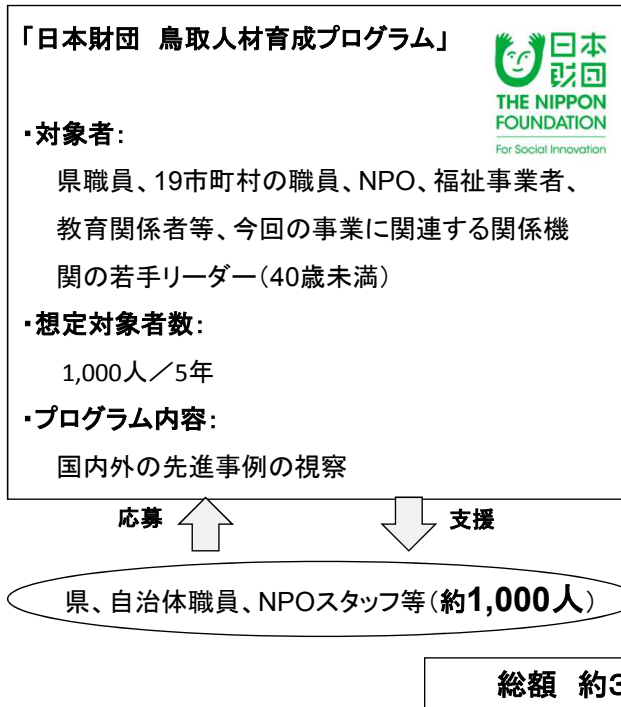 「日本財団 鳥取人材育成プログラム」
日本
財団
THE NIPPON
FOUNDATION
For Social Innovation
・対象者：
県職員、19市町村の職員、NPO、福祉事業者、
教育関係者等、今回の事業に関連する関係機
関の若手リーダー（40歳未満）
・想定対象者数：
1,000人／5年
・プログラム内容：
国内外の先進事例の視察
応募
支援
県、自治体職員、NPOスタッフ等（約1,000人）
総額 約3